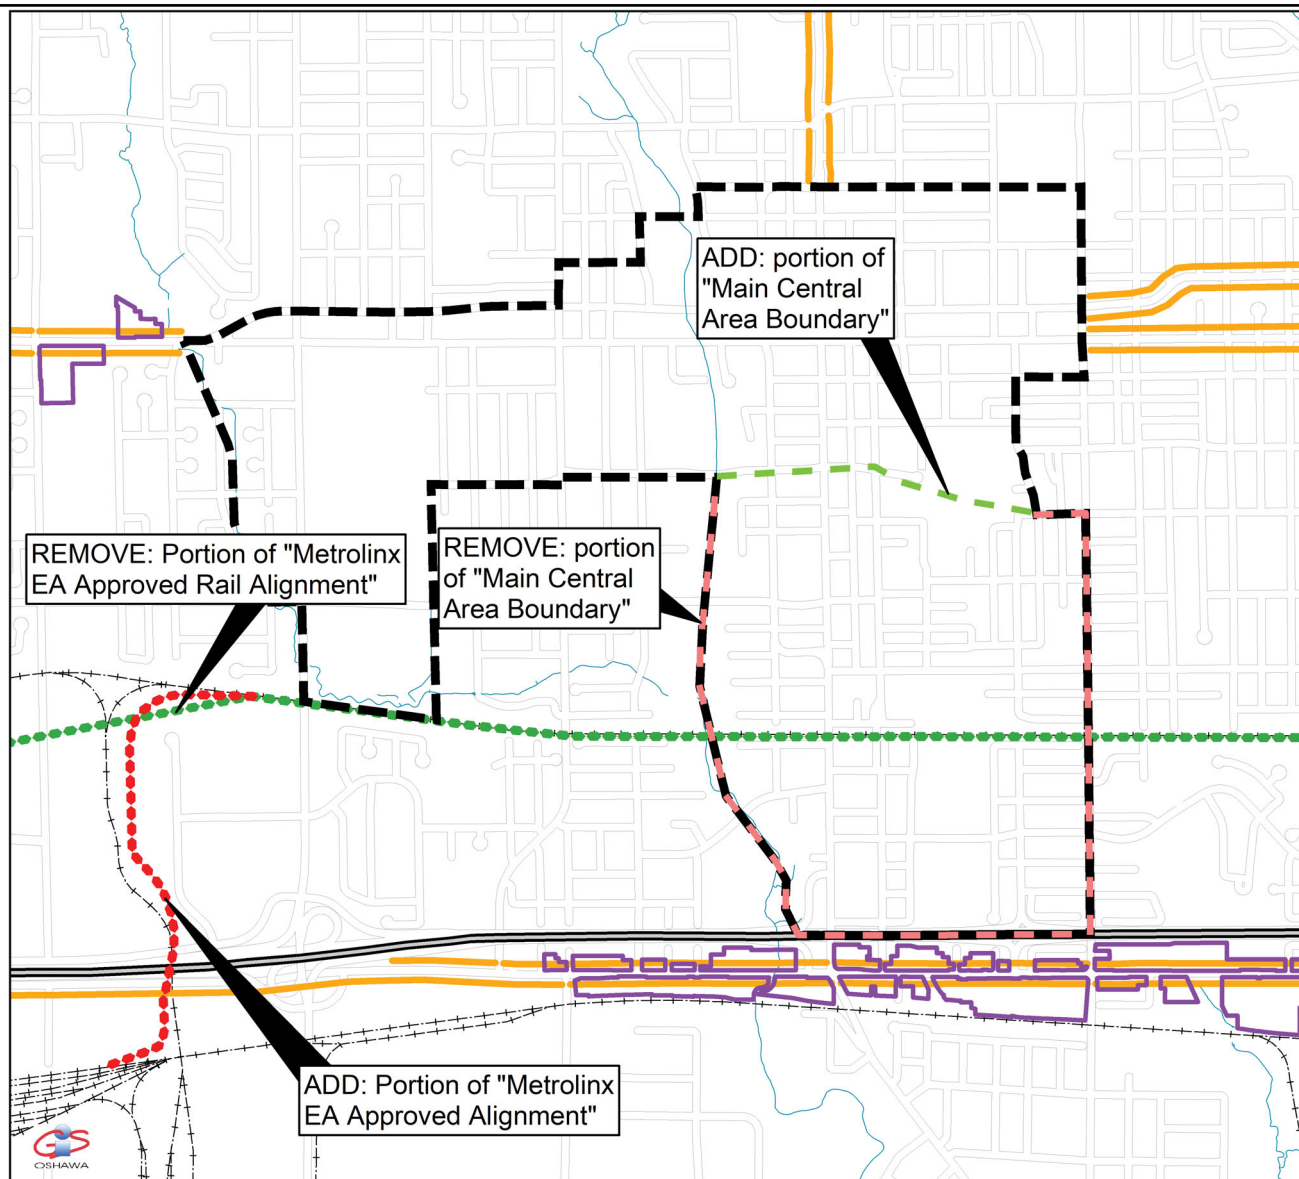 ADD: portion of
"Main Central
Area Boundary"
REMOVE: Portion of "Metrolinx
EA Approved Rail Alignment"
REMOVE: portion
of "Main Central
Area Boundary"
ADD: Portion of "Metrolinx
EA Approved Alignment"
GiS
OSHAWA